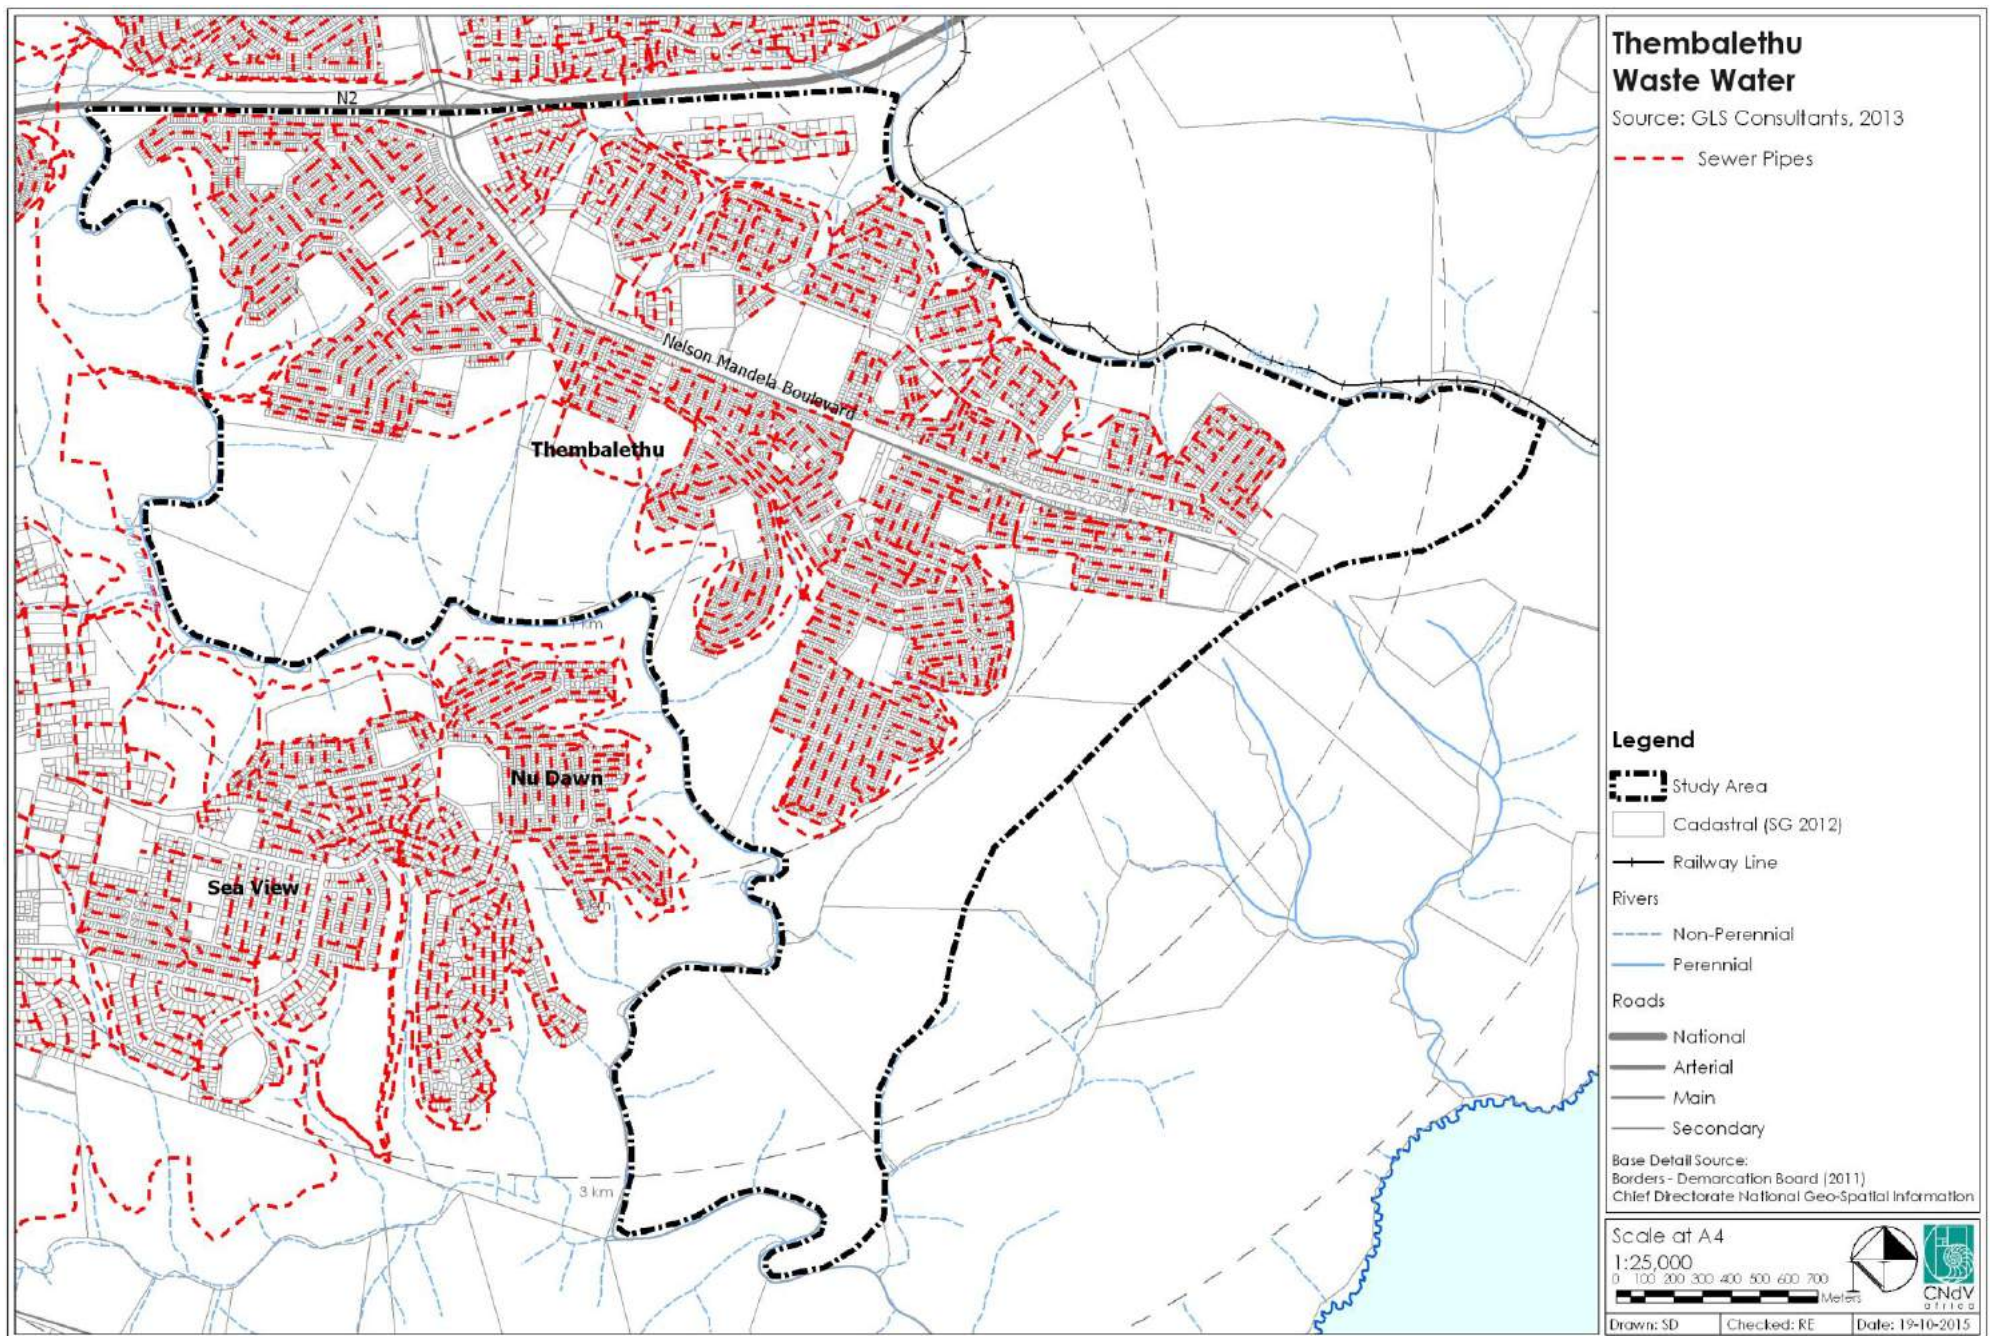 Thembalethu
Waste Water
Source: GLS Consultants, 2013
Sewer Pipes
N2
Nelson Mandela Boulevard
Thembalethu
Nu Dawn
Sea View
3 km
Legend
Study Area
Cadastral (SG 2012)
Railway Line
Rivers
Non-Perennial
Perennial
Roads
National
Arterial
Main
Secondary
Base Detail Source:
Borders - Demarcation Board (2011)
Chief Directorate National Geo-Spatial Information
Scale at A4
1:25,000
0 100 200 300 400 500 600 700
Meters
CNdV
africa
Drawn: SD
Checked: RE
Date: 19-10-2015